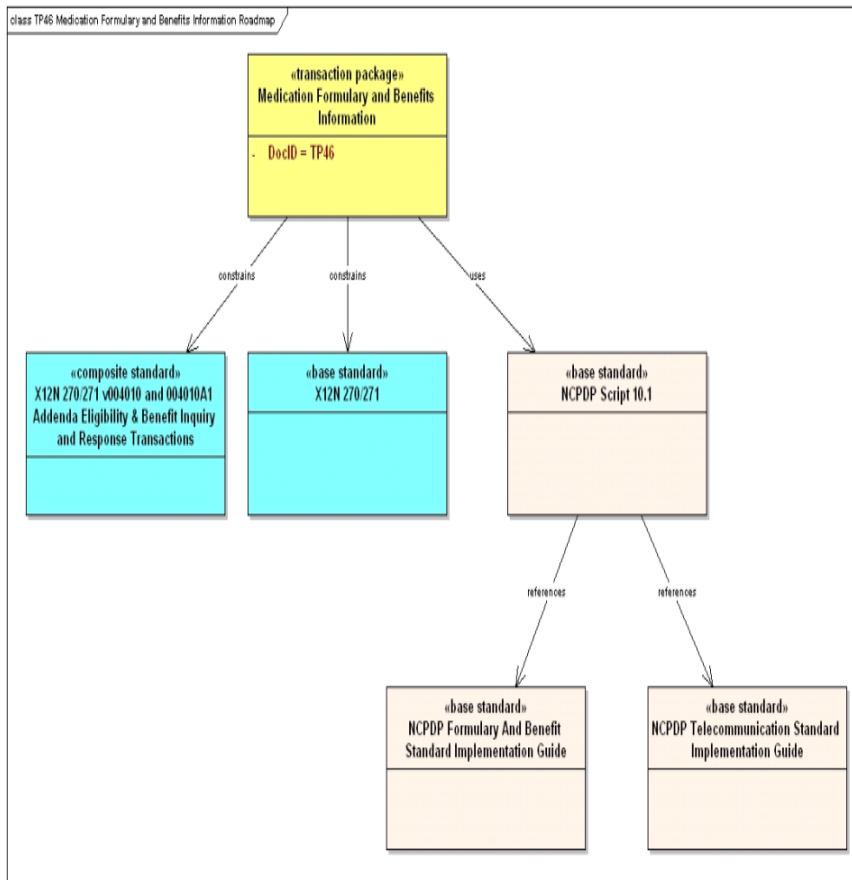 class TP46 Medication Formulary and Benefits Information Roadmap
«transaction package»
Medication Formulary and Benefits
Information
- DocID = TP46
constrains
constrains
uses
«composite standard»
X12N 270/271 v004010 and 004010A1
Addenda Eligibility & Benefit Inquiry
and Response Transactions
«base standard»
X12N 270/271
«base standard»
NCPDP Script 10.1
references
references
«base standard»
NCPDP Formulary And Benefit
Standard Implementation Guide
«base standard»
NCPDP Telecommunication Standard
Implementation Guide